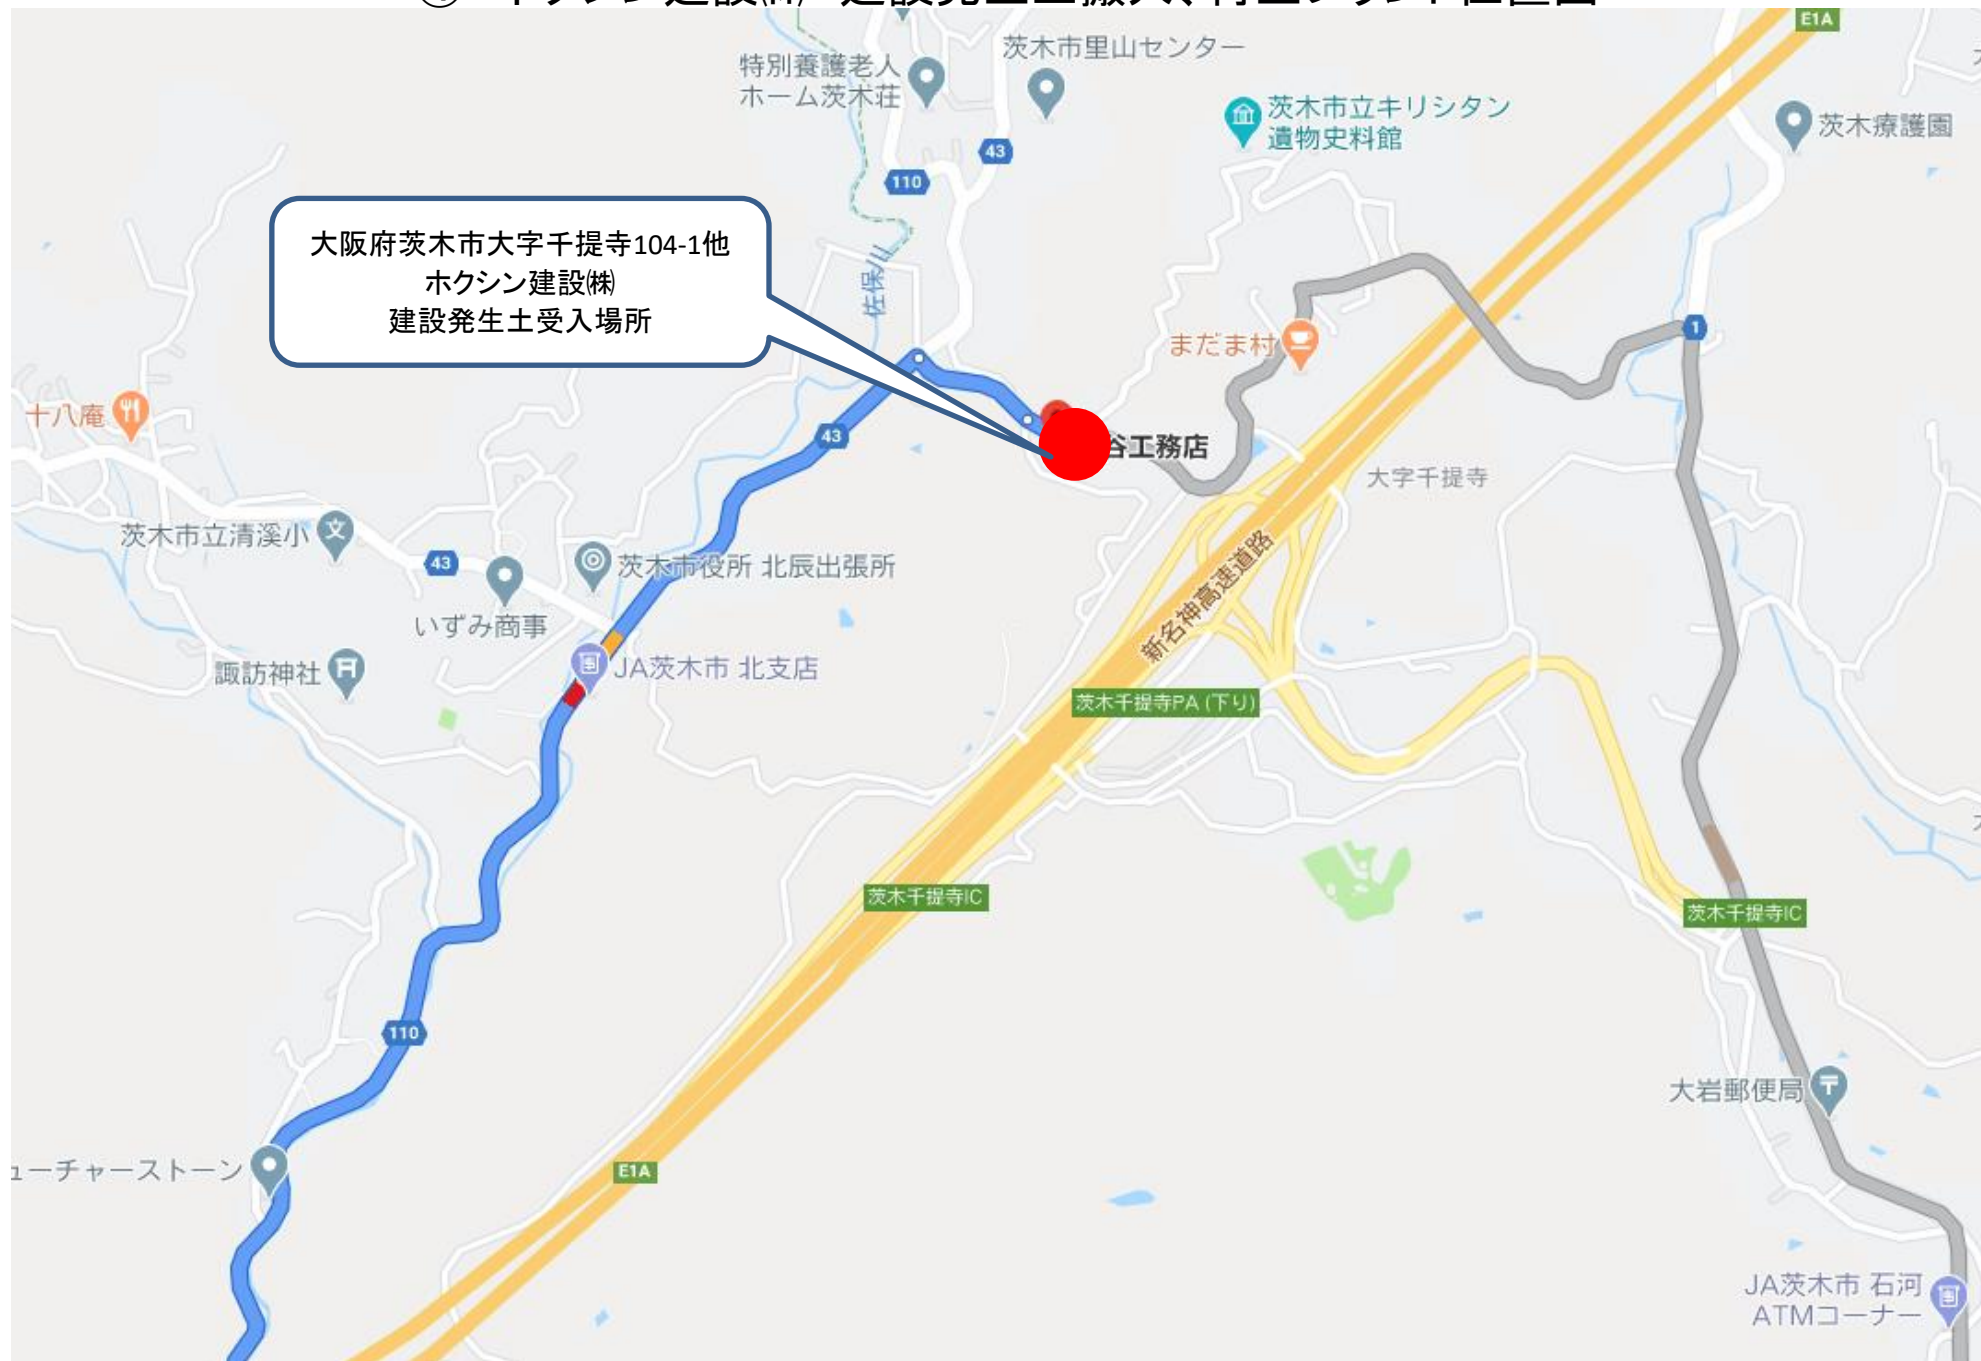 E1A
茨木市里山センター
特別養護老人
ホーム茨木荘
茨木市立キリシタン
遺物史料館
茨木療護園
43
110
大阪府茨木市大字千提寺104-1他
ホクシン建設㈱
建設発生土受入場所
佐保川
1
まだま村
十八庵
43
谷工務店
大字千提寺
茨木市立清溪小
43
茨木市役所 北辰出張所
新名神高速道路
いずみ商事
諏訪神社
JA茨木市 北支店
茨木千提寺PA (下り)
茨木千提寺IC
茨木千提寺IC
110
大岩郵便局
ューチャーストーン
E1A
JA茨木市 石河
ATMコーナー